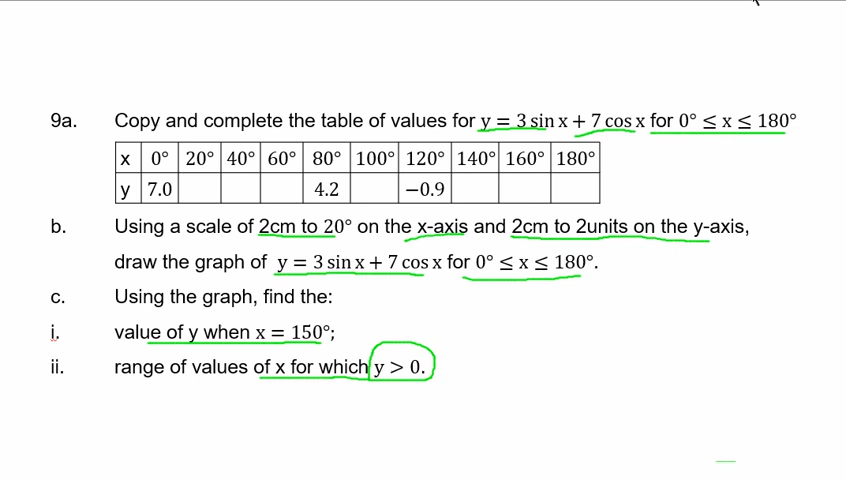 9a. Copy and complete the table of values for y = 3 sin x + 7 cos x for 0° ≤ x ≤ 180°
x 0° 20° 40° 60° 80° 100° 120° 140° 160° 180°
y 7.0 4.2 −0.9
b. Using a scale of 2cm to 20° on the x-axis and 2cm to 2units on the y-axis,
draw the graph of y = 3 sin x + 7 cos x for 0° ≤ x ≤ 180°.
c. Using the graph, find the:
i. value of y when x = 150°;
ii. range of values of x for which y > 0.